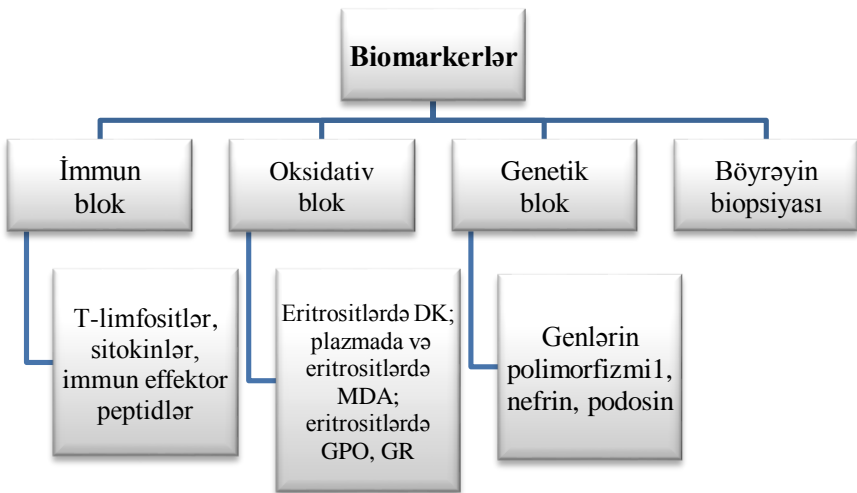 Biomarkerlər
İmmun
blok
Oksidativ
blok
Genetik
blok
Böyrəyin
biopsiyası
T-limfositlər,
sitokinlər,
immun effektor
peptidlər
Eritrositlərdə DK;
plazmada və
eritrositlərdə
MDA;
eritrositlərdə
GPO, GR
Genlərin
polimorfizmi1,
nefrin, podosin